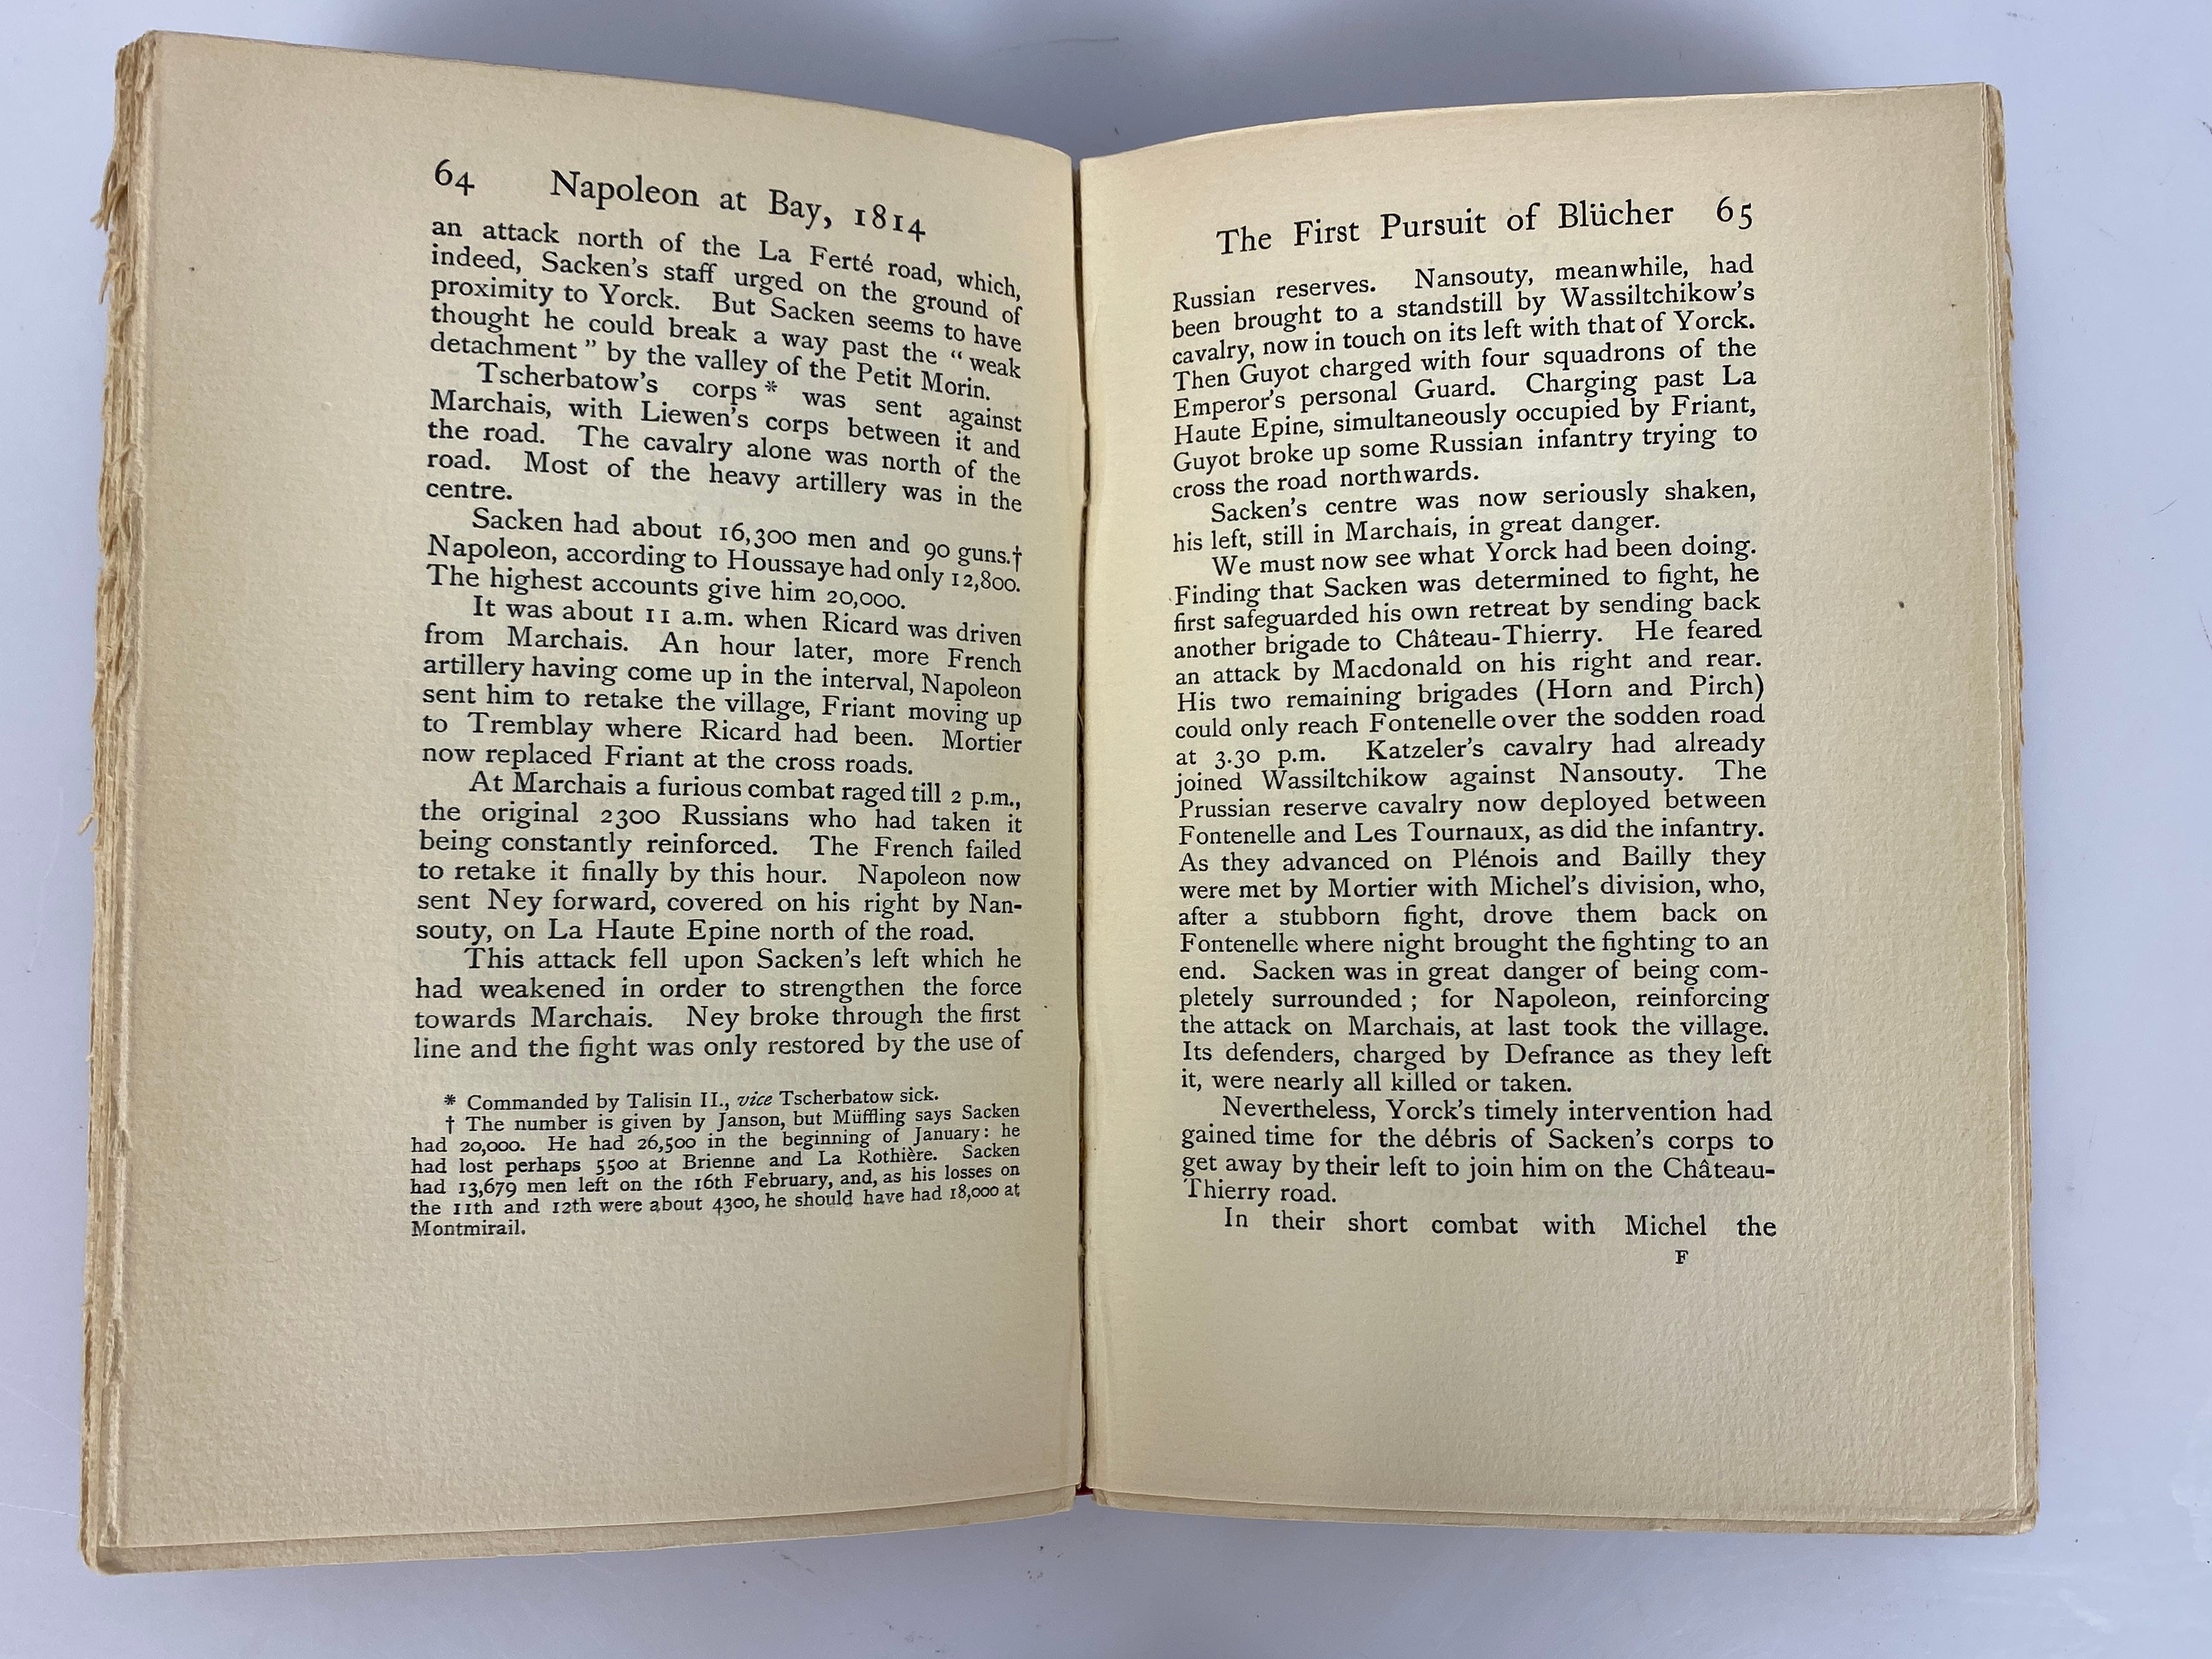 64 Napoleon at Bay, 1814
an attack north of the La Ferté road, which,
indeed, Sacken's staff urged on the ground of
proximity to Yorck. But Sacken seems to have
thought he could break a way past the “ weak
detachment ” by the valley of the Petit Morin.
Tscherbatow's corps * was sent against
Marchais, with Liewen's corps between it and
the road. The cavalry alone was north of the
road. Most of the heavy artillery was in the
centre.
Sacken had about 16,300 men and 90 guns.†
Napoleon, according to Houssaye had only 12,800.
The highest accounts give him 20,000.
It was about 11 a.m. when Ricard was driven
from Marchais. An hour later, more French
artillery having come up in the interval, Napoleon
sent him to retake the village, Friant moving up
to Tremblay where Ricard had been. Mortier
now replaced Friant at the cross roads.
At Marchais a furious combat raged till 2 p.m.,
the original 2300 Russians who had taken it
being constantly reinforced. The French failed
to retake it finally by this hour. Napoleon now
sent Ney forward, covered on his right by Nan-
souty, on La Haute Epine north of the road.
This attack fell upon Sacken's left which he
had weakened in order to strengthen the force
towards Marchais. Ney broke through the first
line and the fight was only restored by the use of
* Commanded by Talisin II., vice Tscherbatow sick.
† The number is given by Janson, but Müffling says Sacken
had 20,000. He had 26,500 in the beginning of January: he
had lost perhaps 5500 at Brienne and La Rothière. Sacken
had 13,679 men left on the 16th February, and, as his losses on
the 11th and 12th were about 4300, he should have had 18,000 at
Montmirail.
The First Pursuit of Blücher 65
Russian reserves. Nansouty, meanwhile, had
been brought to a standstill by Wassiltchikow's
cavalry, now in touch on its left with that of Yorck.
Then Guyot charged with four squadrons of the
Emperor's personal Guard. Charging past La
Haute Epine, simultaneously occupied by Friant,
Guyot broke up some Russian infantry trying to
cross the road northwards.
Sacken's centre was now seriously shaken,
his left, still in Marchais, in great danger.
We must now see what Yorck had been doing.
Finding that Sacken was determined to fight, he
first safeguarded his own retreat by sending back
another brigade to Château-Thierry. He feared
an attack by Macdonald on his right and rear.
His two remaining brigades (Horn and Pirch)
could only reach Fontenelle over the sodden road
at 3.30 p.m. Katzeler's cavalry had already
joined Wassiltchikow against Nansouty. The
Prussian reserve cavalry now deployed between
Fontenelle and Les Tournaux, as did the infantry.
As they advanced on Plénois and Bailly they
were met by Mortier with Michel's division, who,
after a stubborn fight, drove them back on
Fontenelle where night brought the fighting to an
end. Sacken was in great danger of being com-
pletely surrounded ; for Napoleon, reinforcing
the attack on Marchais, at last took the village.
Its defenders, charged by Defrance as they left
it, were nearly all killed or taken.
Nevertheless, Yorck's timely intervention had
gained time for the débris of Sacken's corps to
get away by their left to join him on the Château-
Thierry road.
In their short combat with Michel the
F